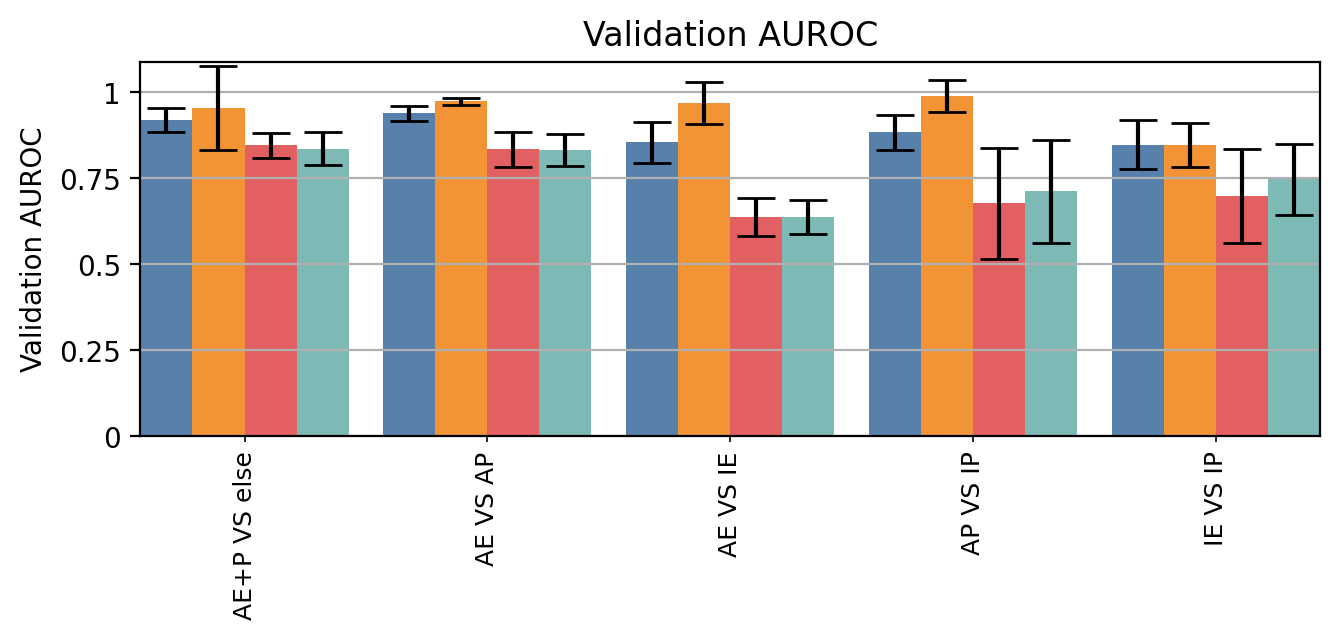 Validation AUROC
Validation AUROC
1
0.75
0.5
0.25
0
AE+P VS else
AE VS AP
AE VS IE
AP VS IP
IE VS IP